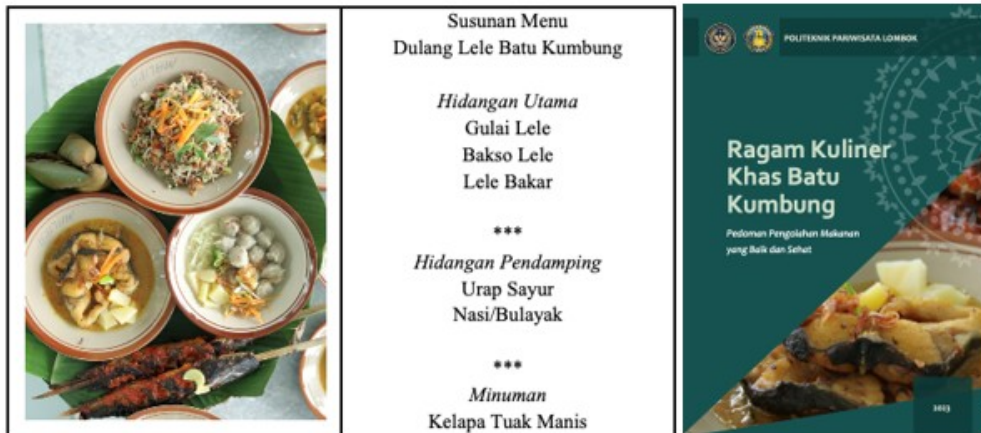 Susunan Menu
Dulang Lele Batu Kumbung
Hidangan Utama
Gulai Lele
Bakso Lele
Lele Bakar
***
Hidangan Pendamping
Urap Sayur
Nasi/Bulayak
***
Minuman
Kelapa Tuak Manis
POLITEKNIK PARIWISATA LOMBOK
Ragam Kuliner
Khas Batu
Kumbung
Pedoman Pengolahan Makanan
yang Baik dan Sehat
2023